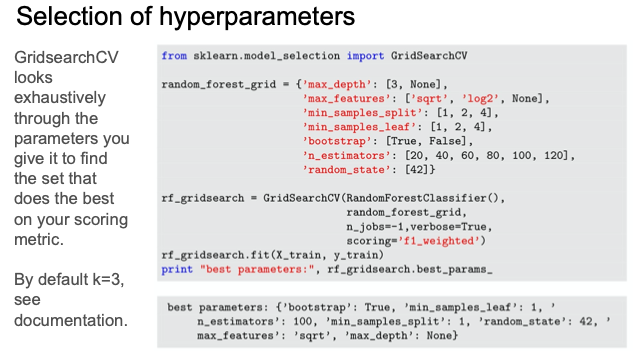 Selection of hyperparameters
GridsearchCV
looks
exhaustively
through the
parameters you
give it to find
the set that
does the best
on your scoring
metric.
By default k=3,
see
documentation.
from sklearn.model_selection import GridSearchCV
random_forest_grid = {'max_depth': [3, None],
'max_features': ['sqrt', 'log2', None],
'min_samples_split': [1, 2, 4],
'min_samples_leaf': [1, 2, 4],
'bootstrap': [True, False],
'n_estimators': [20, 40, 60, 80, 100, 120],
'random_state': [42]}
rf_gridsearch = GridSearchCV(RandomForestClassifier(),
random_forest_grid,
n_jobs=-1,verbose=True,
scoring='f1_weighted')
rf_gridsearch.fit(X_train, y_train)
print "best parameters:", rf_gridsearch.best_params_
best parameters: {'bootstrap': True, 'min_samples_leaf': 1, '
n_estimators': 100, 'min_samples_split': 1, 'random_state': 42, '
max_features': 'sqrt', 'max_depth': None}